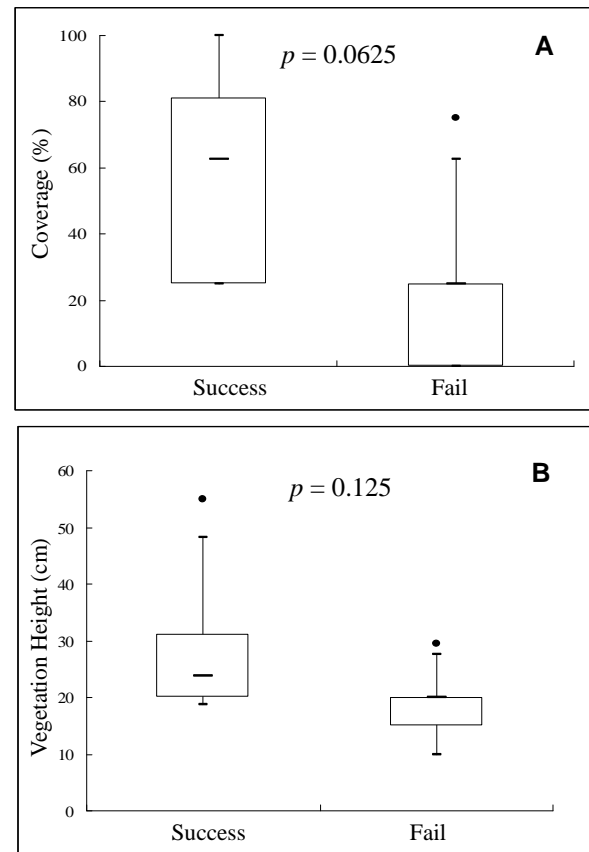 A
p = 0.0625
100
80
60
40
20
0
Coverage (%)
Success Fail
B
p = 0.125
60
50
40
30
20
10
0
Vegetation Height (cm)
Success Fail